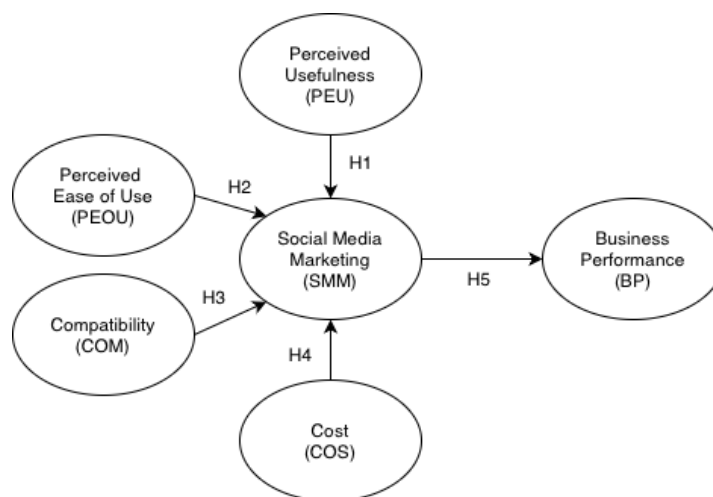 Perceived
Usefulness
(PEU)
H1
Perceived
Ease of Use
(PEOU)
H2
Social Media
Marketing
(SMM)
Business
Performance
(BP)
H5
H3
Compatibility
(COM)
H4
Cost
(COS)